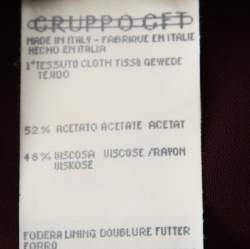 GRUPPO GFT
MADE IN ITALY - FABRIQUE EN ITALIE
HECHO EN ITALIA
1°TESSUTO CLOTH TISSU GEWEDE
TEJIDO
52% ACETATO ACETATE ACETAT
48% VISCOSA VISCOSE /RAYON
VISKOSE
FODERA LINING DOUBLURE FUTTER
FORRO